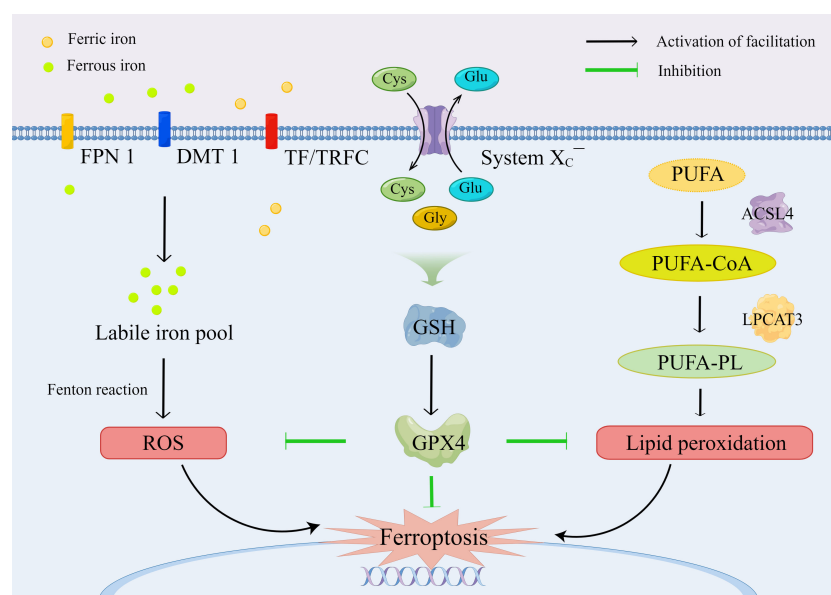 Ferric iron
Ferrous iron
Activation of facilitation
Inhibition
Cys
Glu
FPN 1
DMT 1
TF/TRFC
System X_C^—
Cys
Glu
Gly
PUFA
ACSL4
PUFA-CoA
LPCAT3
PUFA-PL
Labile iron pool
GSH
Fenton reaction
ROS
GPX4
Lipid peroxidation
Ferroptosis